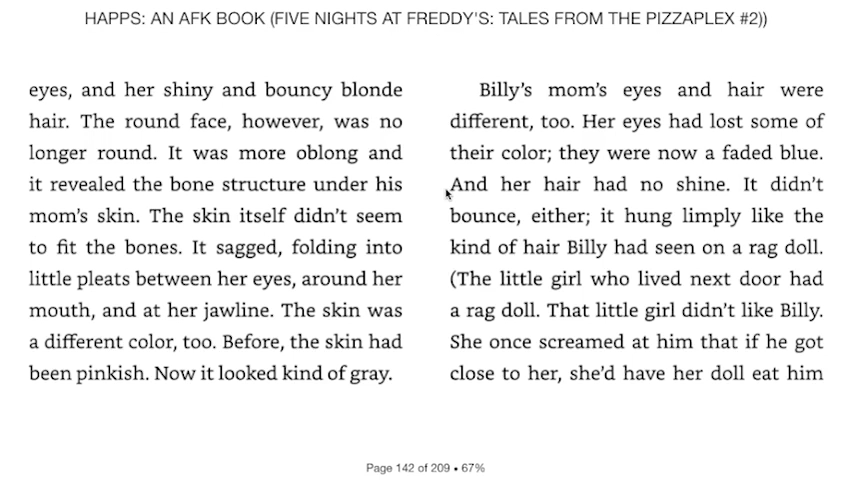 HAPPS: AN AFK BOOK (FIVE NIGHTS AT FREDDY'S: TALES FROM THE PIZZAPLEX #2))
eyes, and her shiny and bouncy blonde
hair. The round face, however, was no
longer round. It was more oblong and
it revealed the bone structure under his
mom’s skin. The skin itself didn’t seem
to fit the bones. It sagged, folding into
little pleats between her eyes, around her
mouth, and at her jawline. The skin was
a different color, too. Before, the skin had
been pinkish. Now it looked kind of gray.
Billy’s mom’s eyes and hair were
different, too. Her eyes had lost some of
their color; they were now a faded blue.
And her hair had no shine. It didn’t
bounce, either; it hung limply like the
kind of hair Billy had seen on a rag doll.
(The little girl who lived next door had
a rag doll. That little girl didn’t like Billy.
She once screamed at him that if he got
close to her, she’d have her doll eat him
Page 142 of 209 • 67%